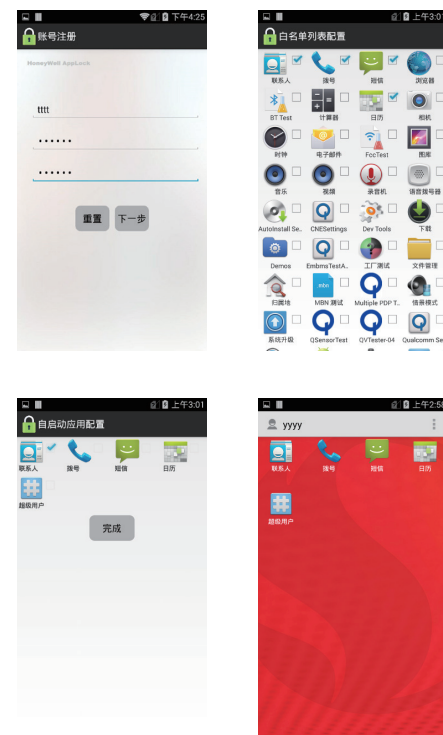 下午4:25
账号注册
MoneyWell AppLock
tttt
······
······
重置 下一步
上午3:0
白名单列表配置
联系人 拨号 短信 浏览器
BT Test 计算器 日历 相机
时钟 电子邮件 FccTest 图库
音乐 视频 录音机 语音拨号器
AutoInstall Se.. CNESettings Dev Tools 下载
Demos EmbmsTestA.. 工厂测试 文件管理
归属地 MBN 测试 Multiple PDP T.. 情景模式
系统升级 QSensorTest QVTester-04 Qualcomm Se
上午3:01
自启动应用配置
联系人 拨号 短信 日历
超级用户
完成
上午2:58
yyyy
联系人 拨号 短信 日历
超级用户